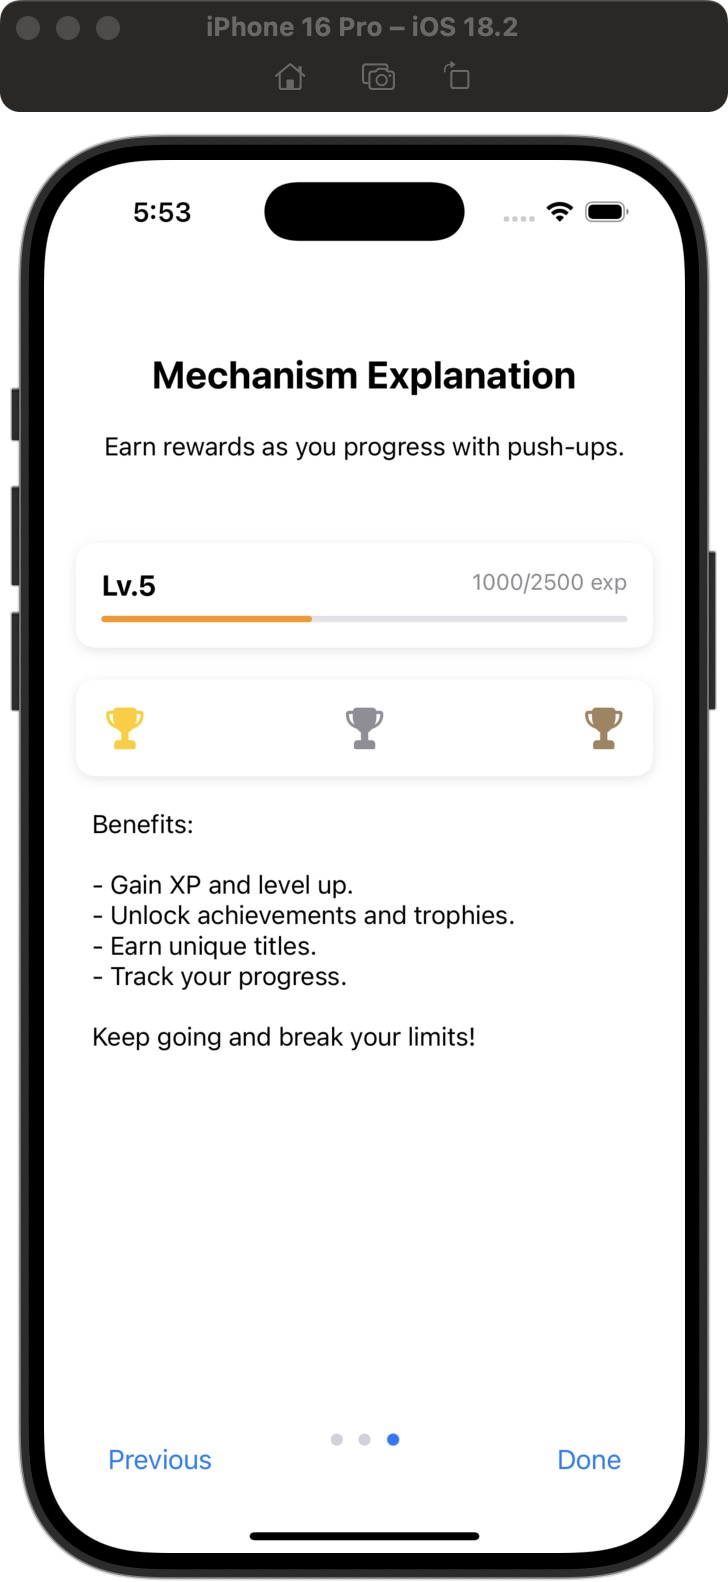 iPhone 16 Pro – iOS 18.2
5:53
Mechanism Explanation
Earn rewards as you progress with push-ups.
Lv.5
1000/2500 exp
Benefits:
- Gain XP and level up.
- Unlock achievements and trophies.
- Earn unique titles.
- Track your progress.
Keep going and break your limits!
Previous
Done